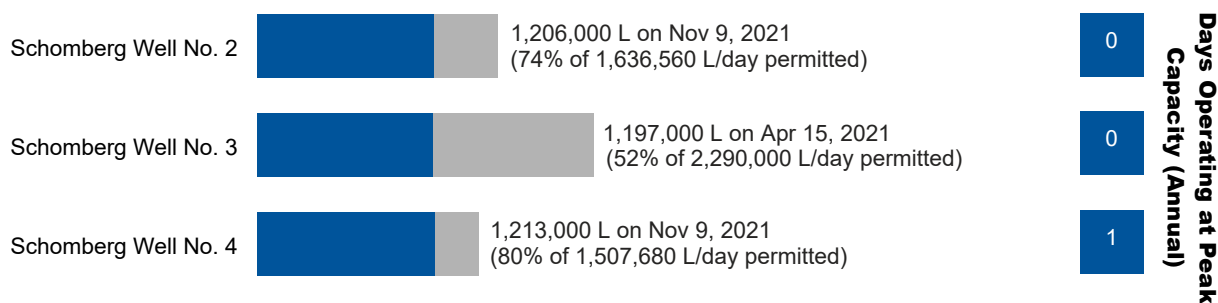 Schomberg Well No. 2
1,206,000 L on Nov 9, 2021
(74% of 1,636,560 L/day permitted)
0
Schomberg Well No. 3
1,197,000 L on Apr 15, 2021
(52% of 2,290,000 L/day permitted)
0
Schomberg Well No. 4
1,213,000 L on Nov 9, 2021
(80% of 1,507,680 L/day permitted)
1
Days Operating at Peak
Capacity (Annual)